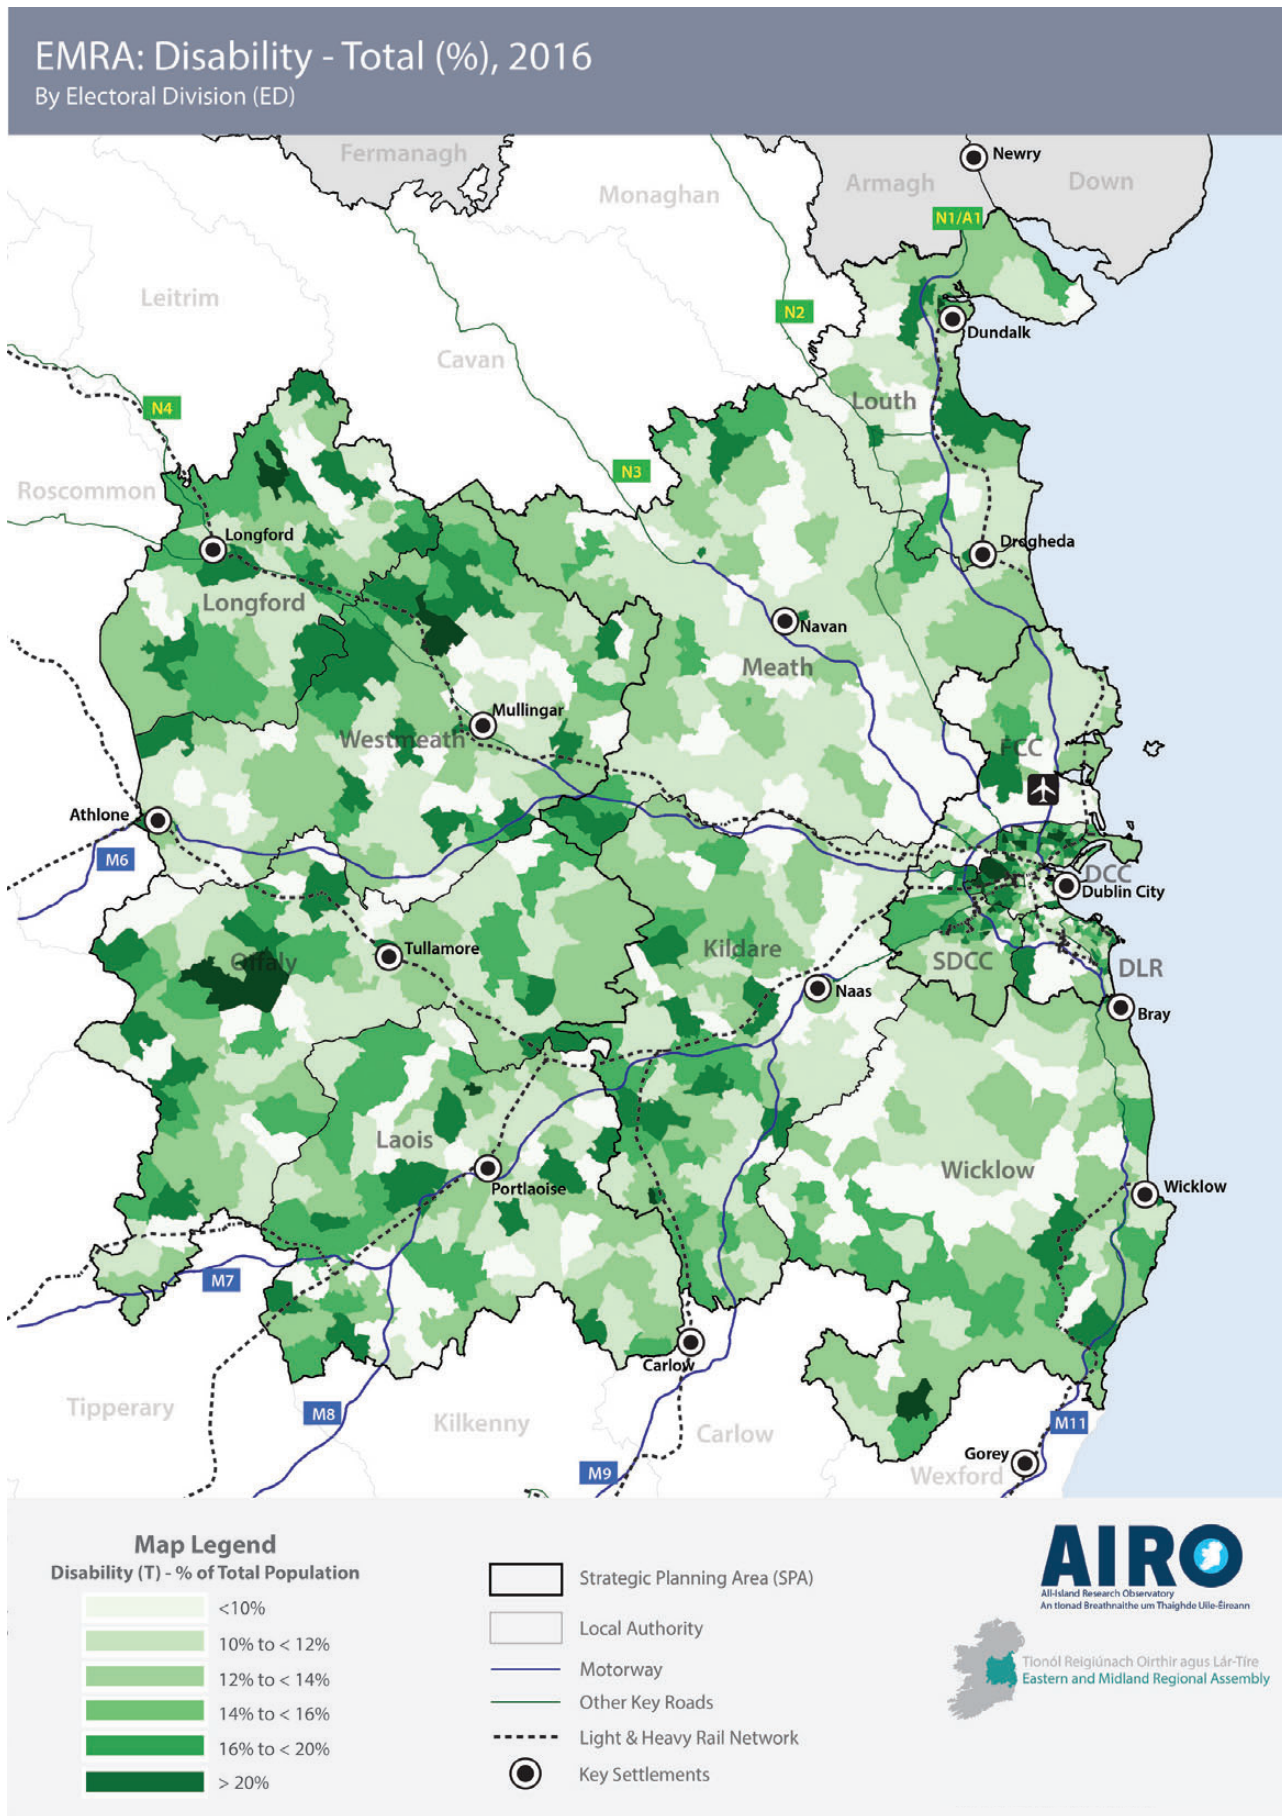 EMRA: Disability - Total (%), 2016
By Electoral Division (ED)
Fermanagh
Monaghan
Armagh
Newry
Down
N1/A1
Leitrim
N2
Dundalk
Cavan
N4
Louth
N3
Roscommon
Longford
Drogheda
Longford
Navan
Meath
Mullingar
Westmeath
FCC
Athlone
M6
DCC
Dublin City
Tullamore
Offaly
Kildare
SDCC
DLR
Naas
Bray
Laois
Wicklow
Portlaoise
Wicklow
M7
Carlow
Tipperary
M8
Kilkenny
Carlow
M11
Gorey
M9
Wexford
Map Legend
Disability (T) - % of Total Population
<10%
10% to < 12%
12% to < 14%
14% to < 16%
16% to < 20%
> 20%
Strategic Planning Area (SPA)
Local Authority
Motorway
Other Key Roads
Light & Heavy Rail Network
Key Settlements
AIRO
All-Island Research Observatory
An tIonad Breathnaithe um Thaighde Uile-Éireann
Tionól Reigiúnach Oirthir agus Lár-Tíre
Eastern and Midland Regional Assembly